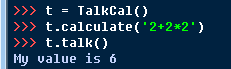 >>> t = TalkCal()
>>> t.calculate('2+2*2')
>>> t.talk()
My value is 6